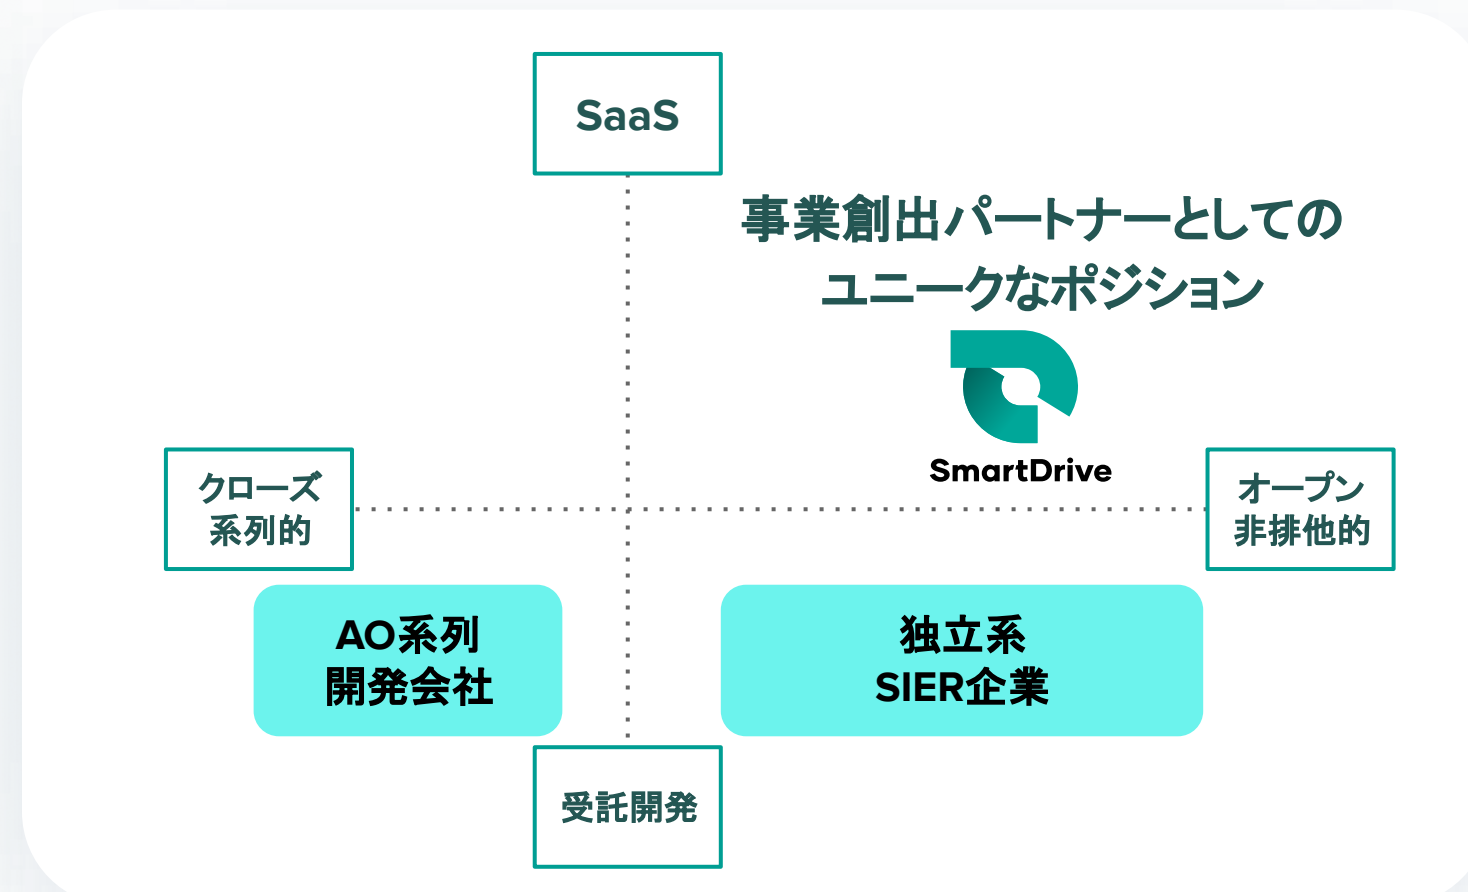 SaaS
事業創出パートナーとしての
ユニークなポジション
SmartDrive
クローズ
系列的
オープン
非排他的
AO系列
開発会社
独立系
SIER企業
受託開発